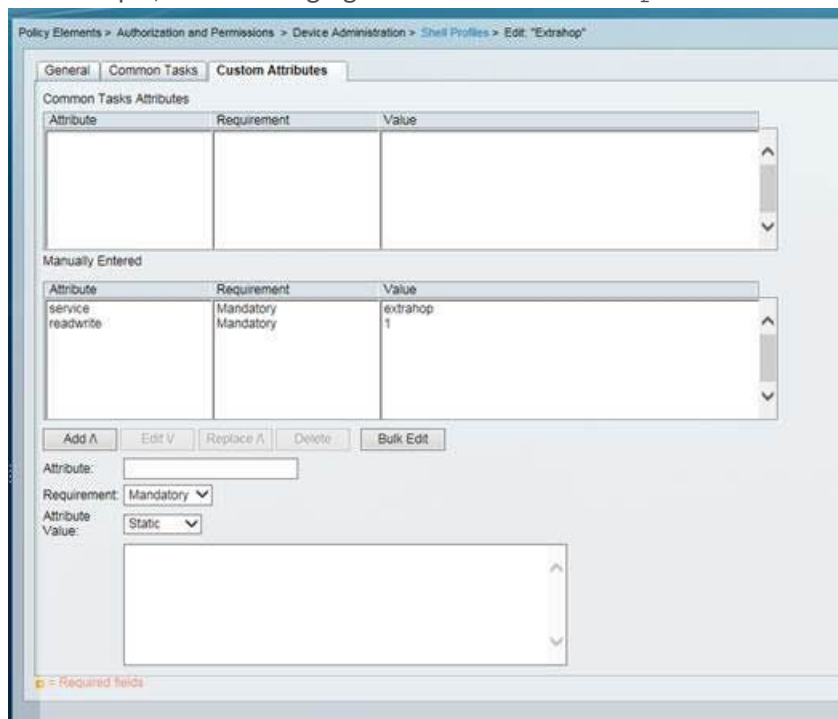 Policy Elements > Authorization and Permissions > Device Administration > Shell Profiles > Edit: "Extrahop"
General Common Tasks Custom Attributes
Common Tasks Attributes
Attribute Requirement Value
Manually Entered
Attribute Requirement Value
service Mandatory extrahop
readwrite Mandatory 1
Add Λ Edit V Replace Λ Delete Bulk Edit
Attribute:
Requirement: Mandatory
Attribute Value: Static
= Required fields